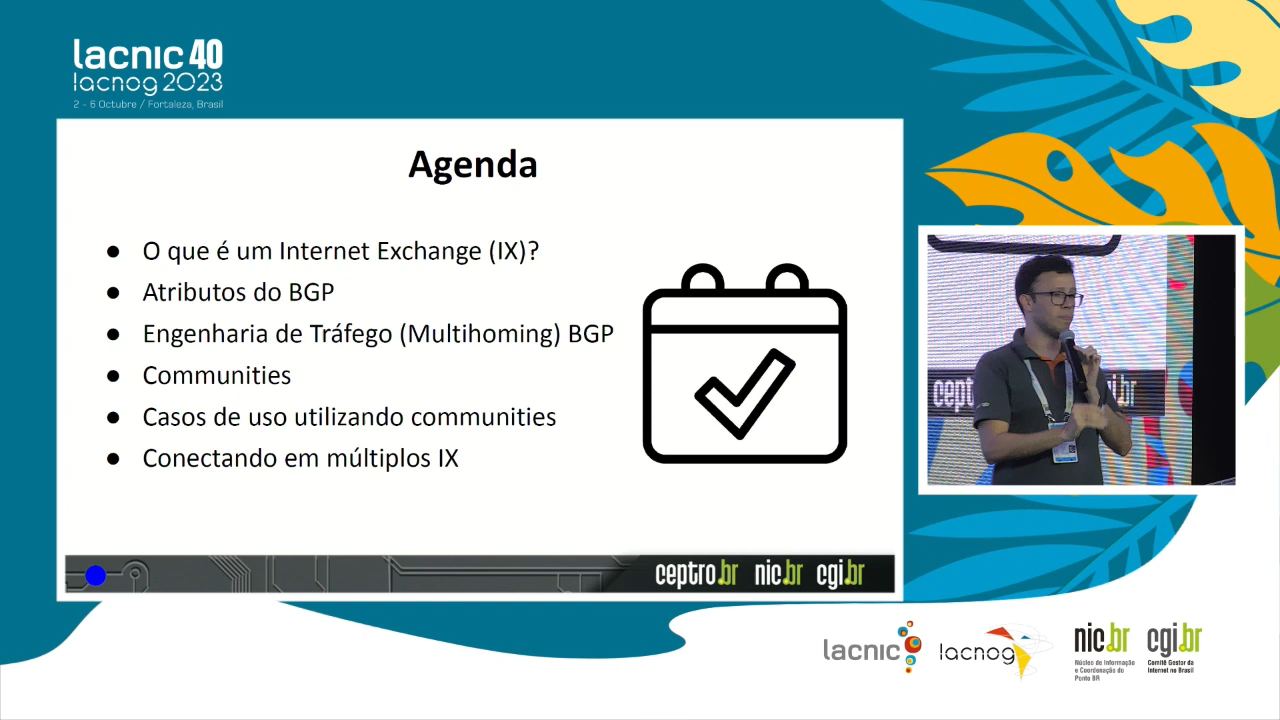 lacnic 40
lacnog 2023
2 - 6 Octubre / Fortaleza, Brasil
Agenda
● O que é um Internet Exchange (IX)?
● Atributos do BGP
● Engenharia de Tráfego (Multihoming) BGP
● Communities
● Casos de uso utilizando communities
● Conectando em múltiplos IX
ceptro.br nic.br cgi.br
lacnic
lacnog
nic.br
Núcleo de Informação
e Coordenação do
Ponto BR
cgi.br
Comitê Gestor da
Internet no Brasil